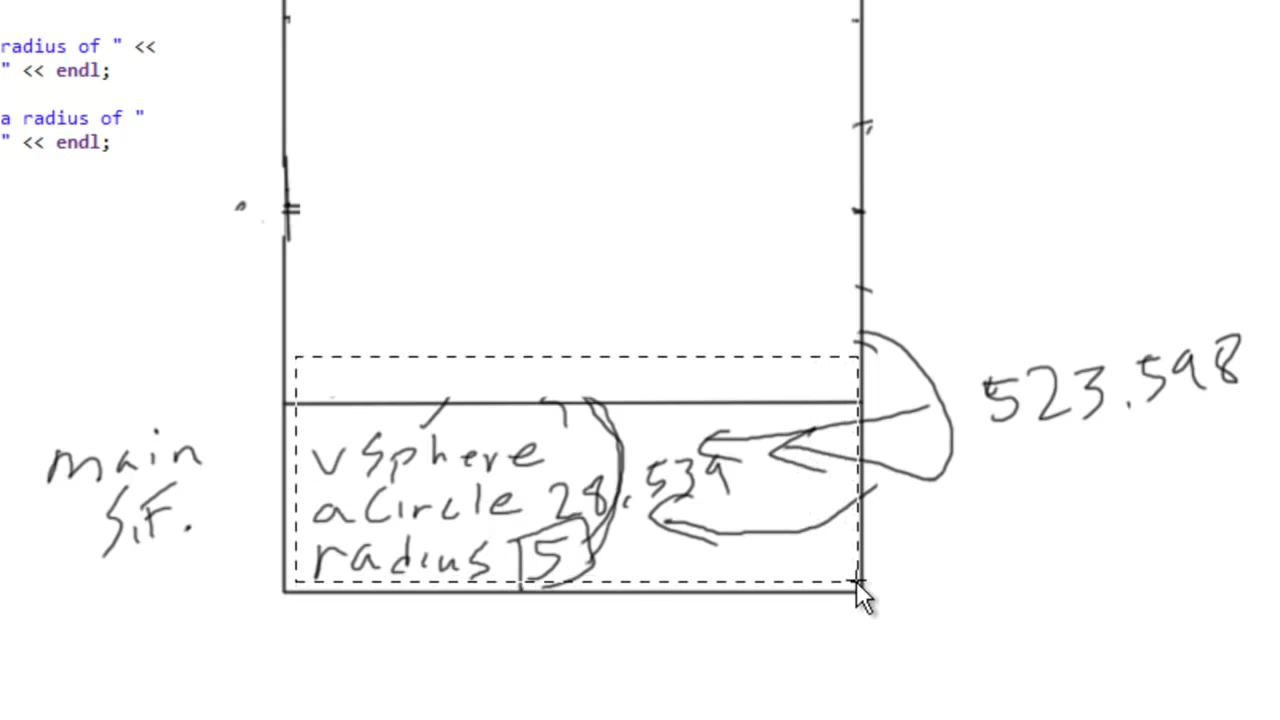 radius of " <<
" << endl;
a radius of "
" << endl;
523.598
main
S.F.
vSphere
aCircle 28.539
radius 5